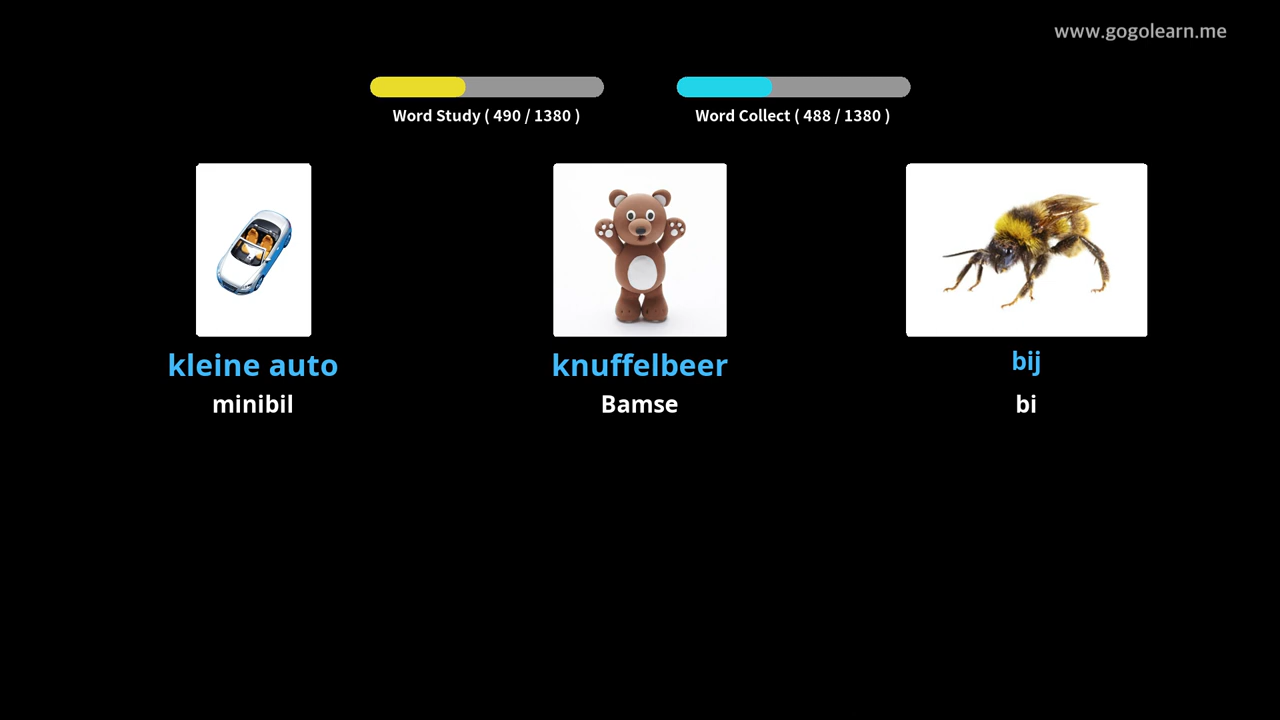 www.gogolearn.me
Word Study ( 490 / 1380 )
Word Collect ( 488 / 1380 )
kleine auto
minibil
knuffelbeer
Bamse
bij
bi